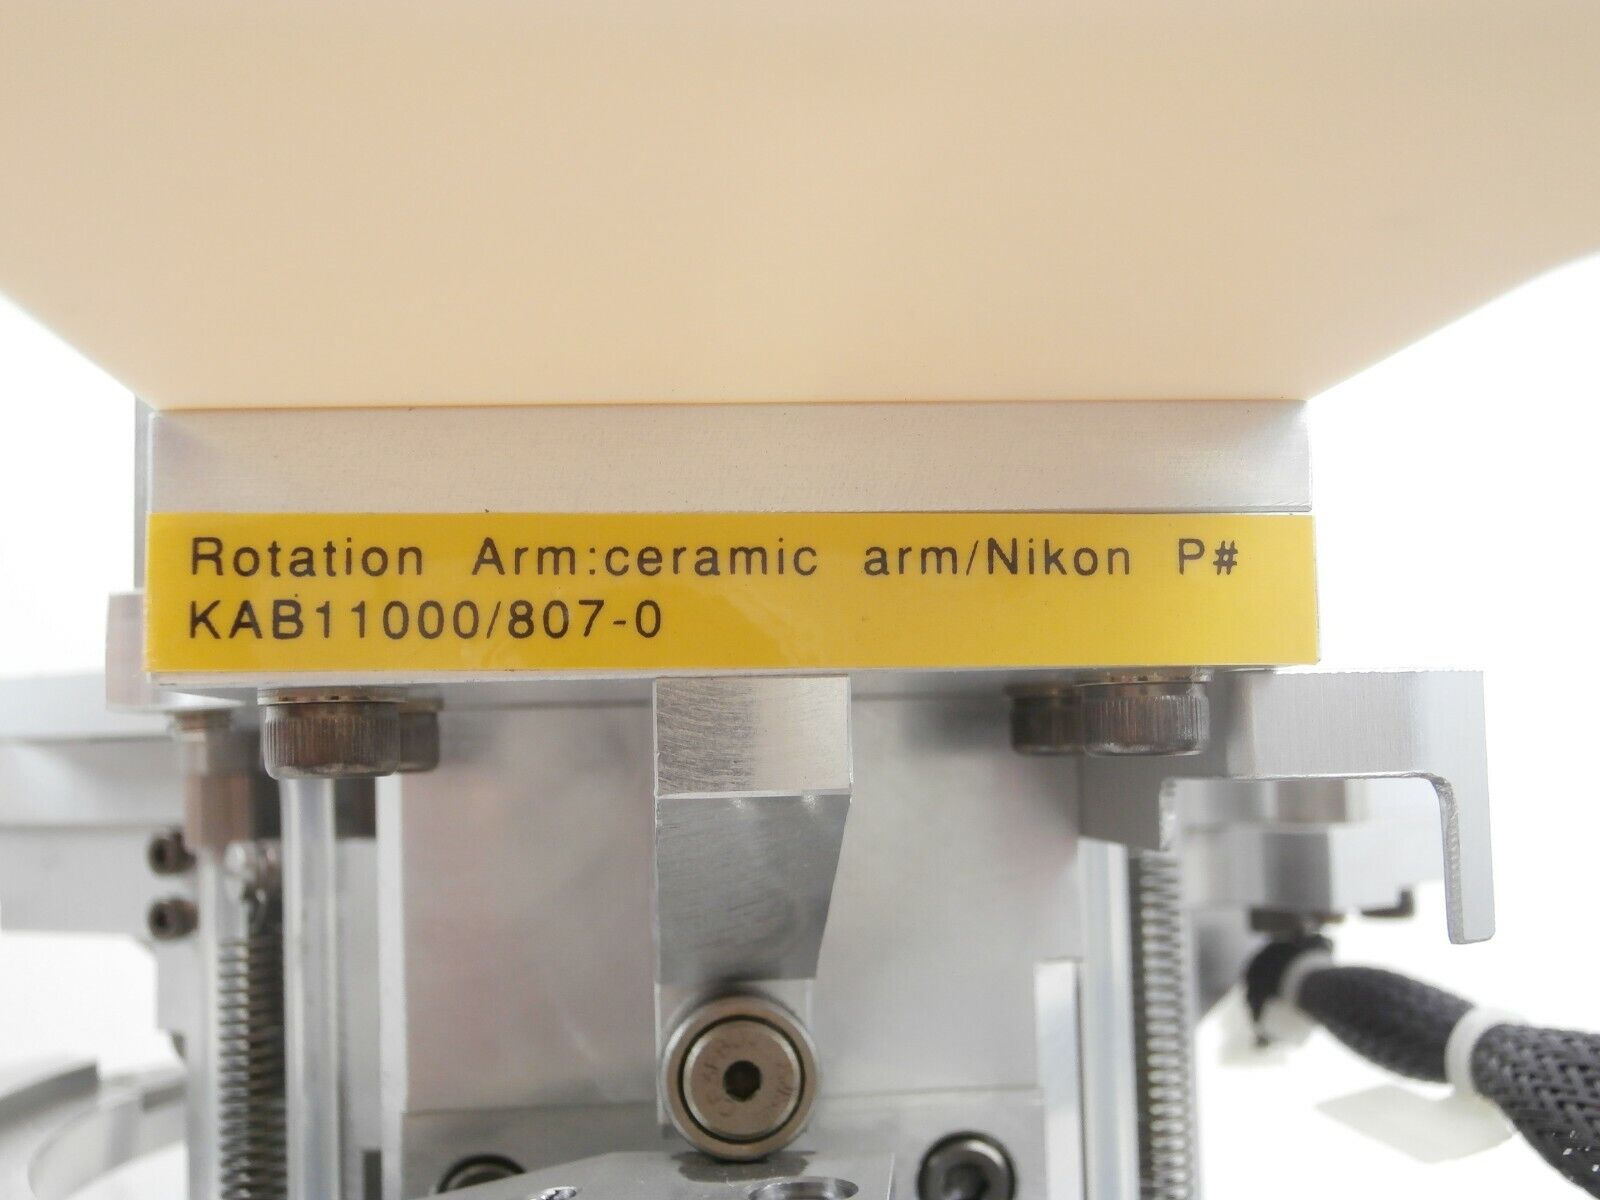 Rotation Arm:ceramic arm/Nikon P#
KAB11000/807-0